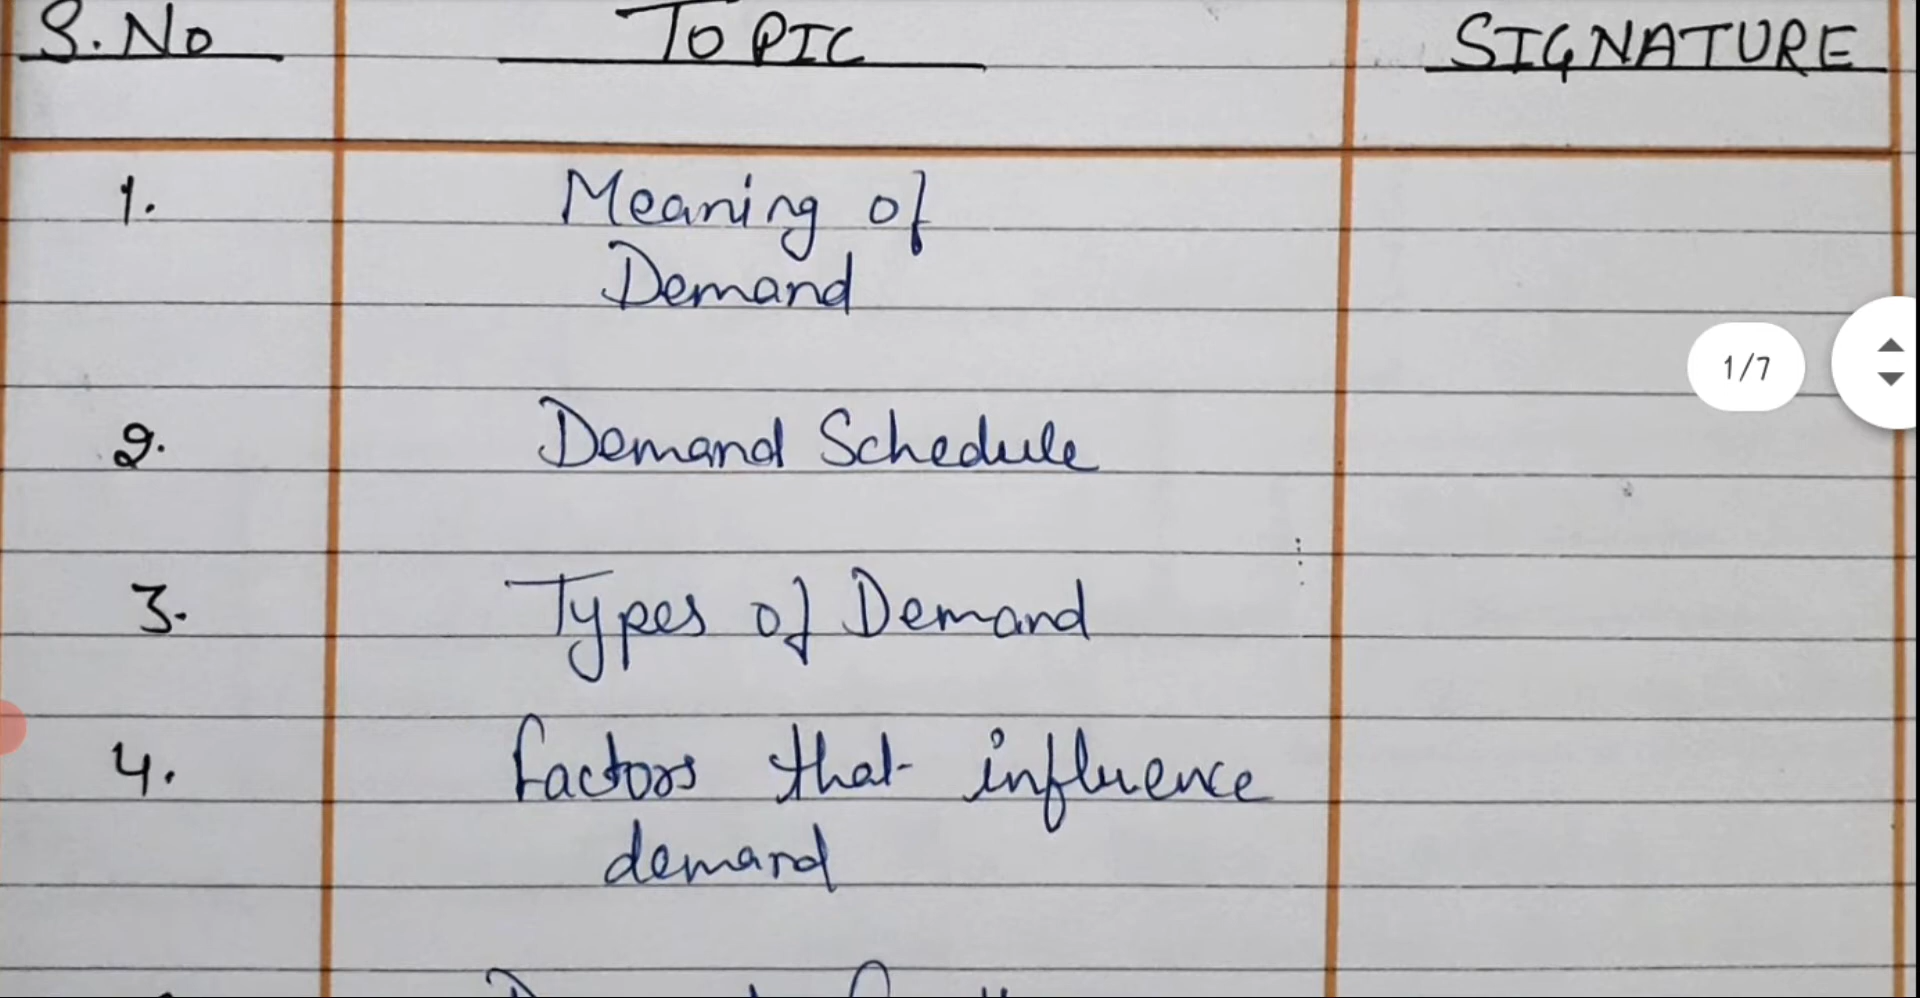 S.No TOPIC SIGNATURE
1. Meaning of
Demand
1/7
2. Demand Schedule
3. Types of Demand
4. factors that influence
demand